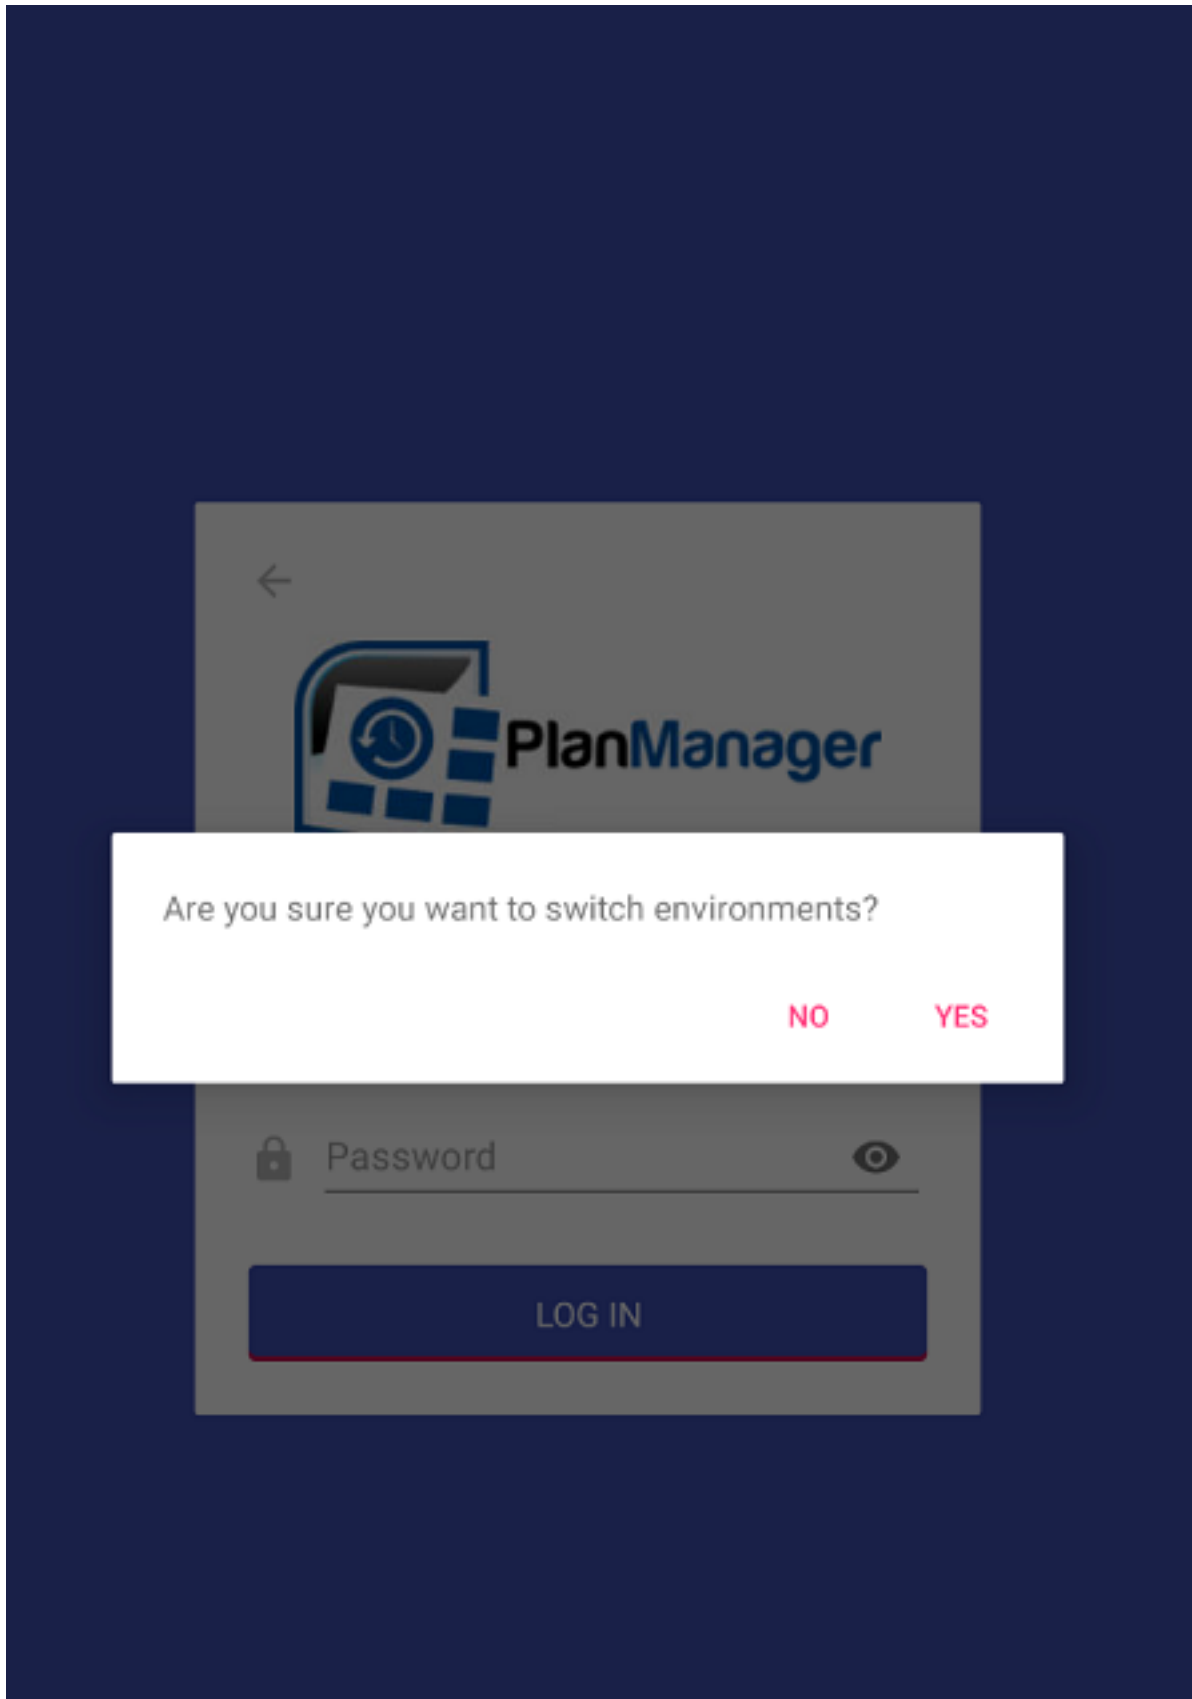 PlanManager
Are you sure you want to switch environments?
NO YES
Password
LOG IN